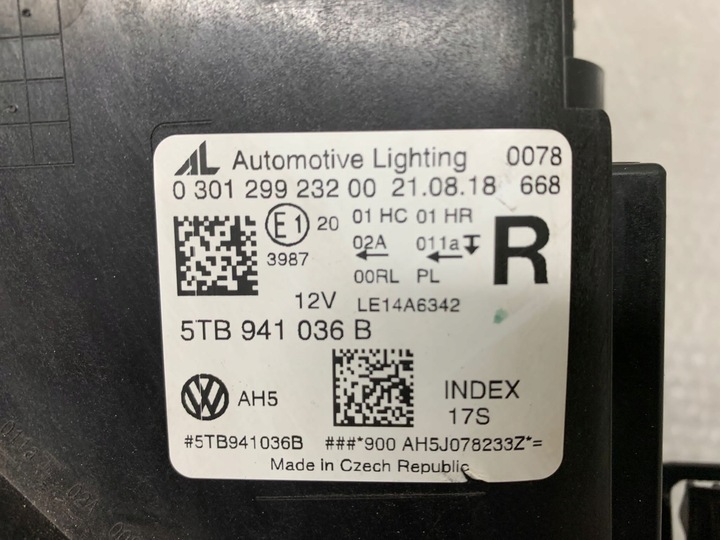 AL Automotive Lighting 0078
0 301 299 232 00 21.08.18 668
E1 20 01 HC 01 HR R
02A 011a
3987
00RL PL
12V LE14A6342
5TB 941 036 B
VW AH5 INDEX
17S
#5TB941036B ###*900 AH5J078233Z*=
Made in Czech Republic